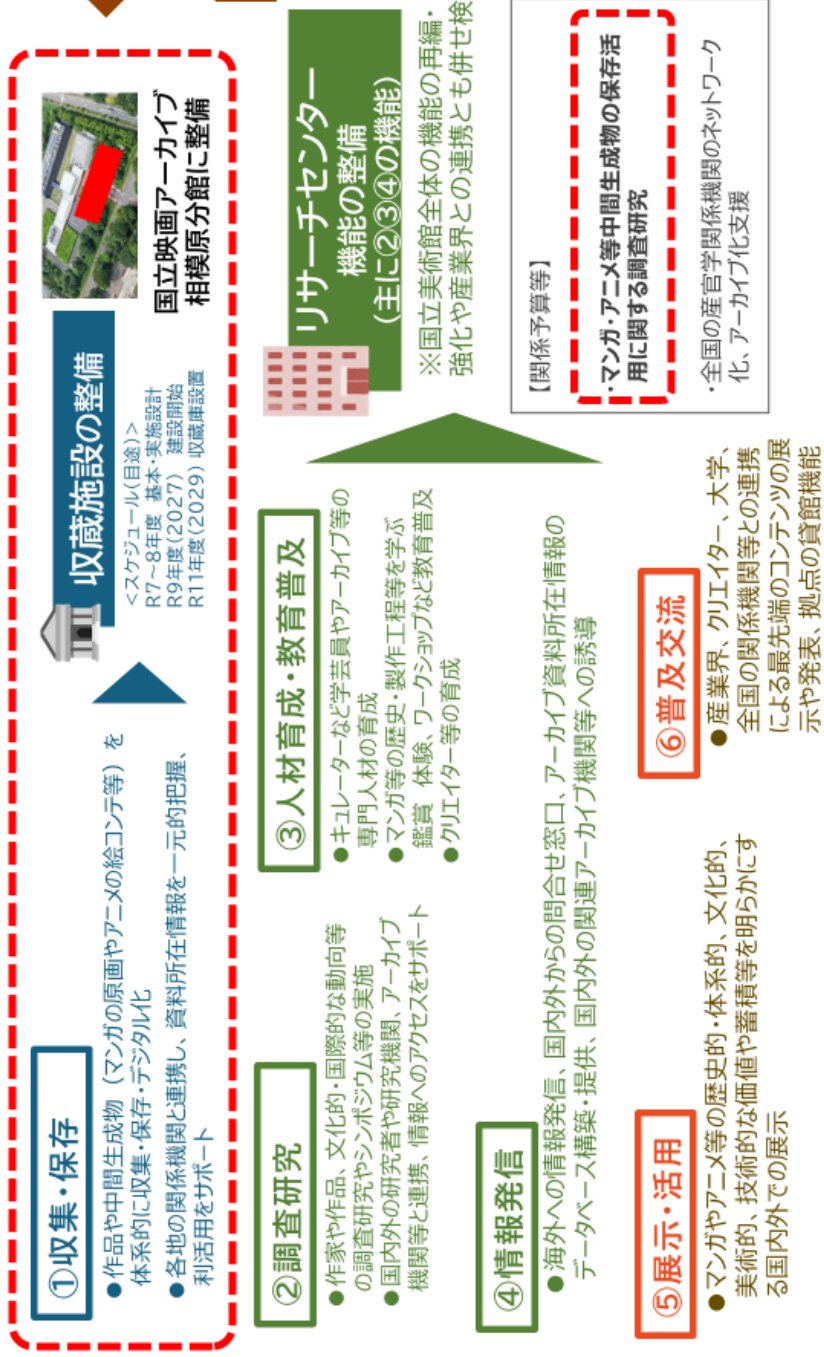 ①収集・保存
●作品や中間生成物（マンガの原画やアニメの絵コンテ等）を
体系的に収集・保存・デジタル化
●各地の関係機関と連携し、資料所在情報を一元的把握、
利活用をサポート
収蔵施設の整備
<スケジュール(目途)>
R7～8年度 基本・実施設計
R9年度(2027) 建設開始
R11年度(2029) 収蔵庫設置
国立映画アーカイブ
相模原分館に整備
②調査研究
●作家や作品、文化的・国際的な動向等
の調査研究やシンポジウム等の実施
●国内外の研究者や研究機関、アーカイブ
機関等と連携、情報へのアクセスをサポート
③人材育成・教育普及
●キュレーターなど学芸員やアーカイブ等の
専門人材の育成
●マンガ等の歴史・製作工程等を学ぶ
鑑賞 体験、ワークショップなど教育普及
●クリエイター等の育成
④情報発信
●海外への情報発信、国内外からの問合せ窓口、アーカイブ資料所在情報の
データベース構築・提供、国内外の関連アーカイブ機関等への誘導
リサーチセンター
機能の整備
(主に②③④の機能)
※国立美術館全体の機能の再編・
強化や産業界との連携とも併せ検
⑤展示・活用
●マンガやアニメ等の歴史的・体系的、文化的、
美術的、技術的な価値や蓄積等を明らかにす
る国内外での展示
⑥普及交流
●産業界、クリエイター、大学、
全国の関係機関等との連携
による最先端のコンテンツの展
示や発表、拠点の貸館機能
【関係予算等】
・マンガ・アニメ等中間生成物の保存活
用に関する調査研究
・全国の産官学関係機関のネットワーク
化、アーカイブ化支援